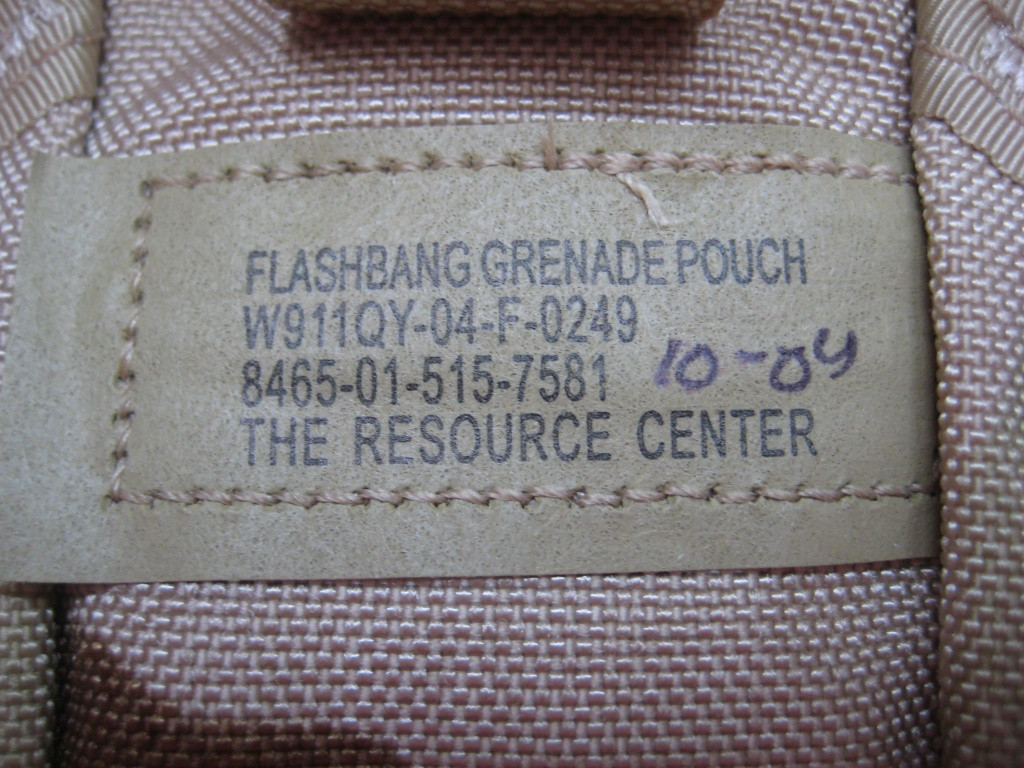 FLASHBANG GRENADE POUCH
W911QY-04-F-0249
8465-01-515-7581 10-04
THE RESOURCE CENTER